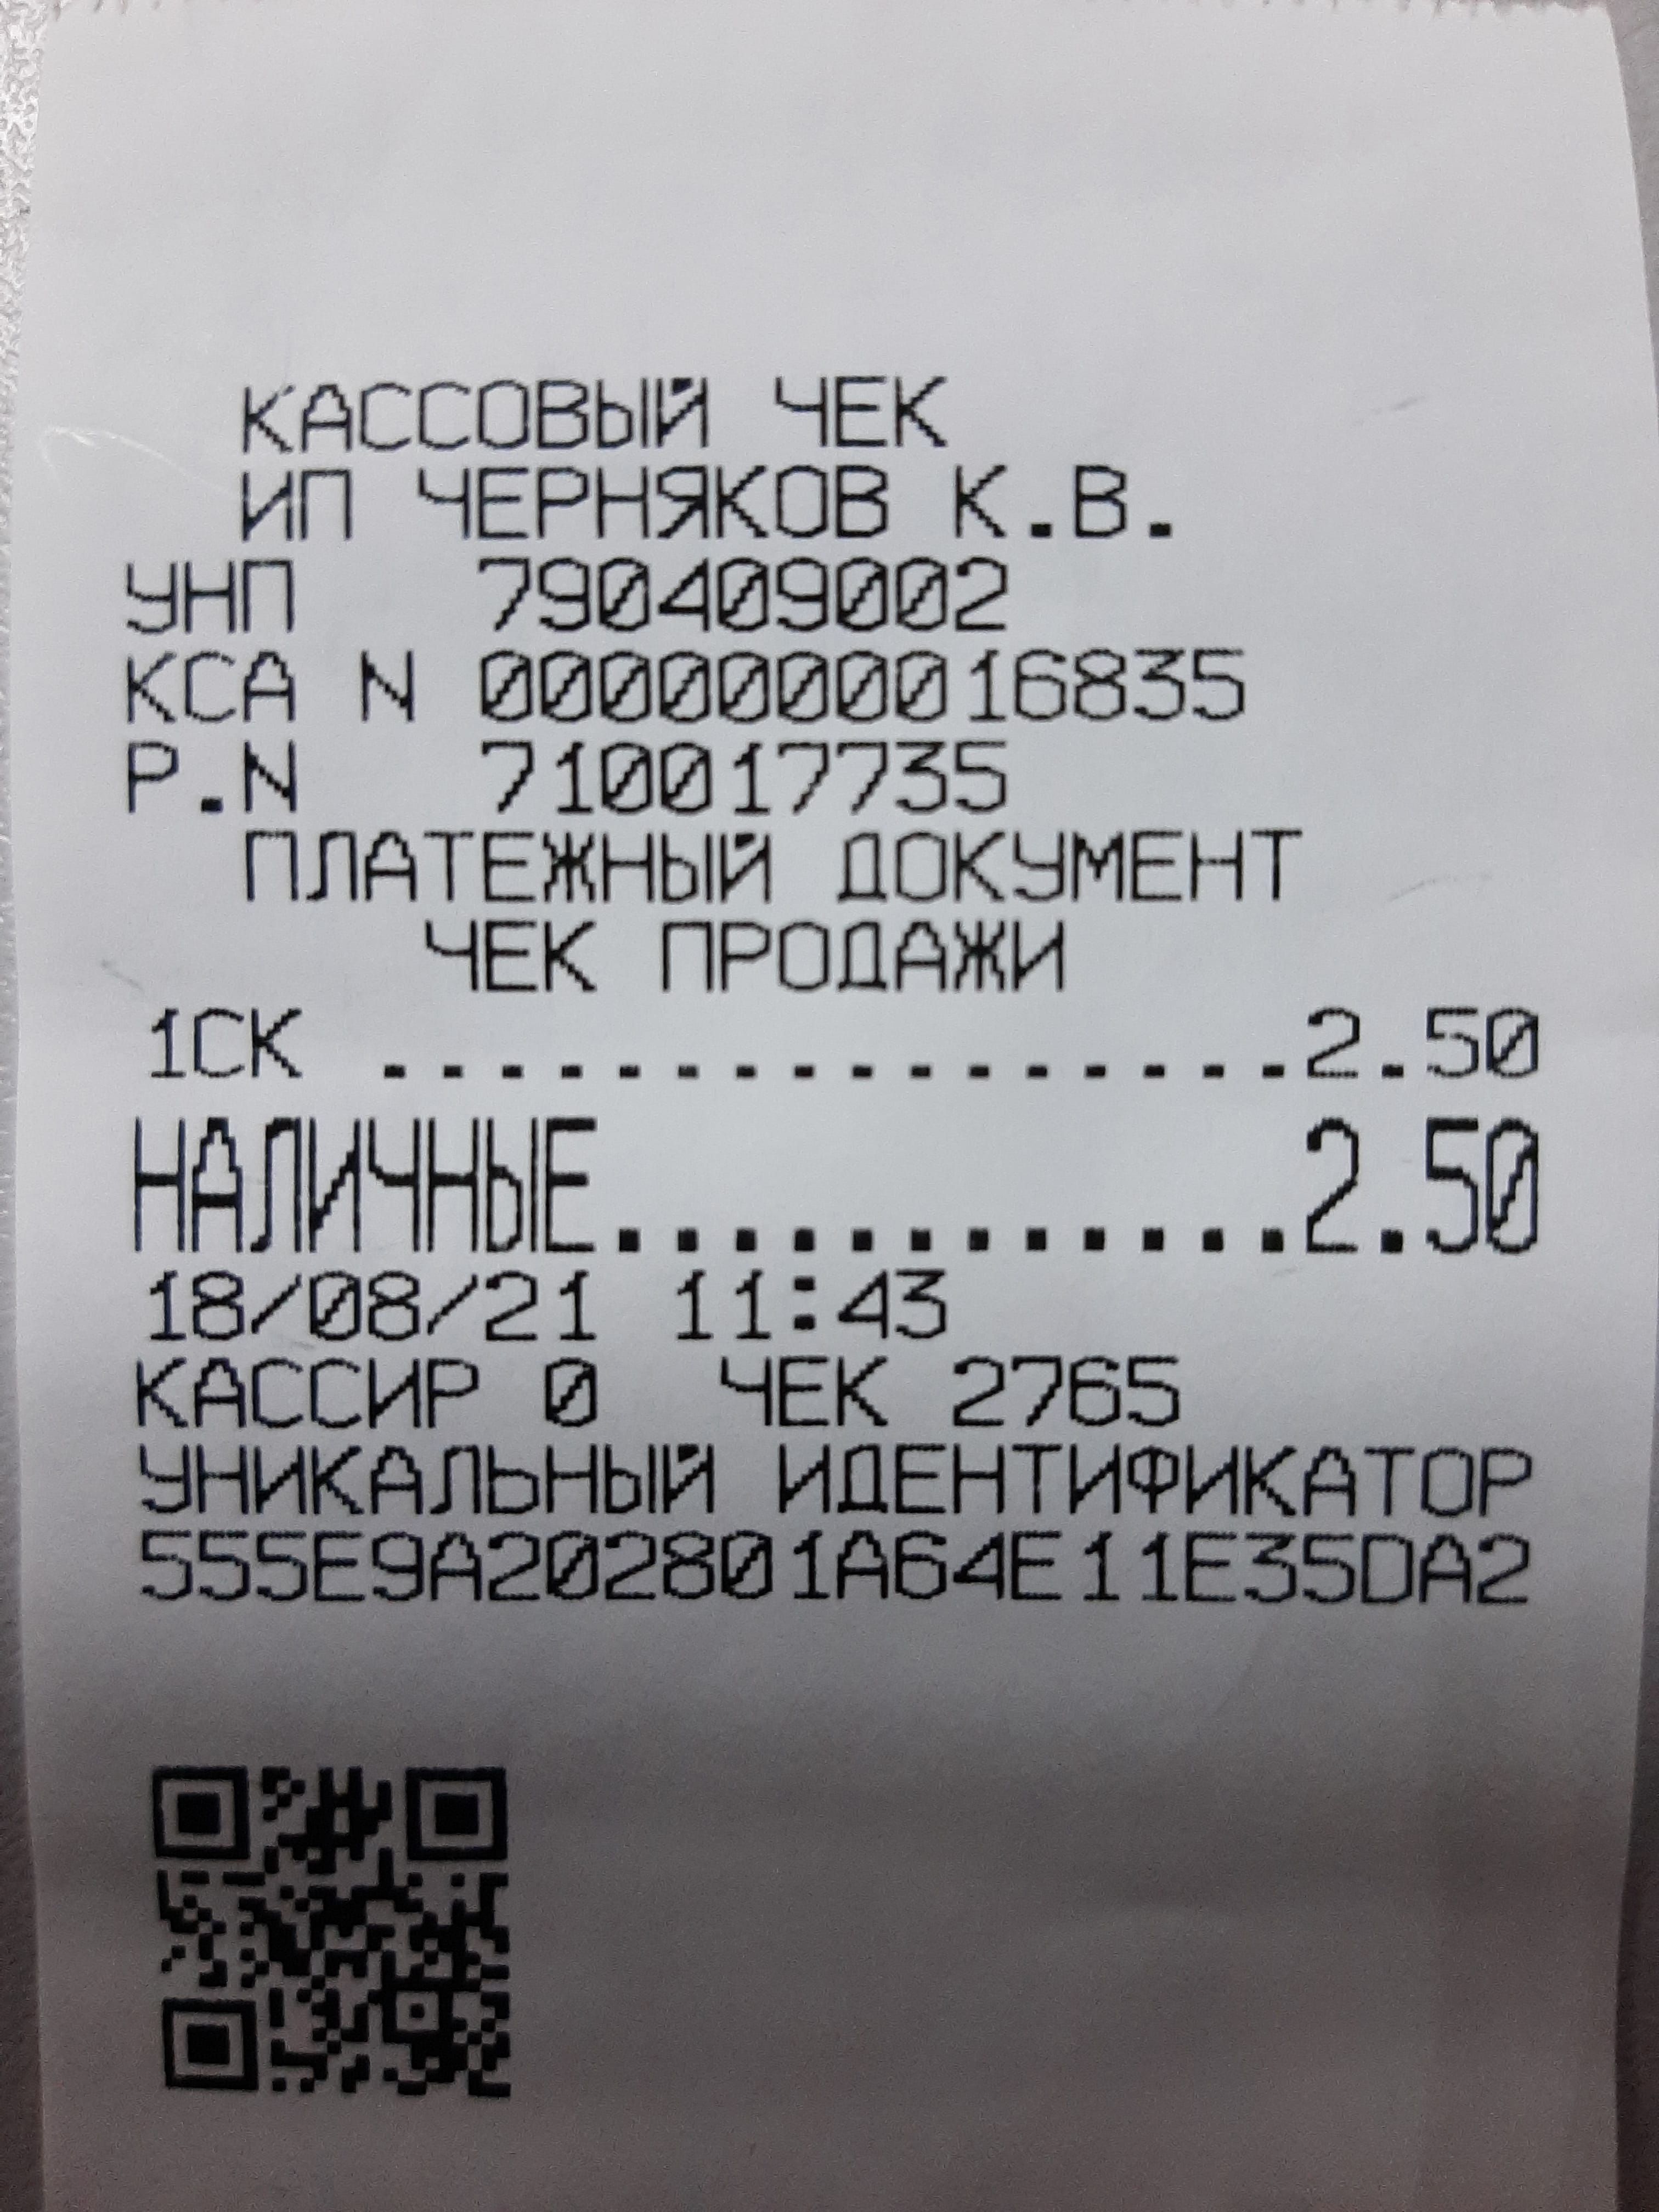 КАССОВЫЙ ЧЕК
ИП ЧЕРНЯКОВ К.В.
УНП 790409002
КСА N 0000000016835
Р.N 710017735
ПЛАТЕЖНЫЙ ДОКУМЕНТ
ЧЕК ПРОДАЖИ
1СК ................2.50
НАЛИЧНЫЕ............2.50
18/08/21 11:43
КАССИР 0 ЧЕК 2765
УНИКАЛЬНЫЙ ИДЕНТИФИКАТОР
555E9A202801A64E11E35DA2